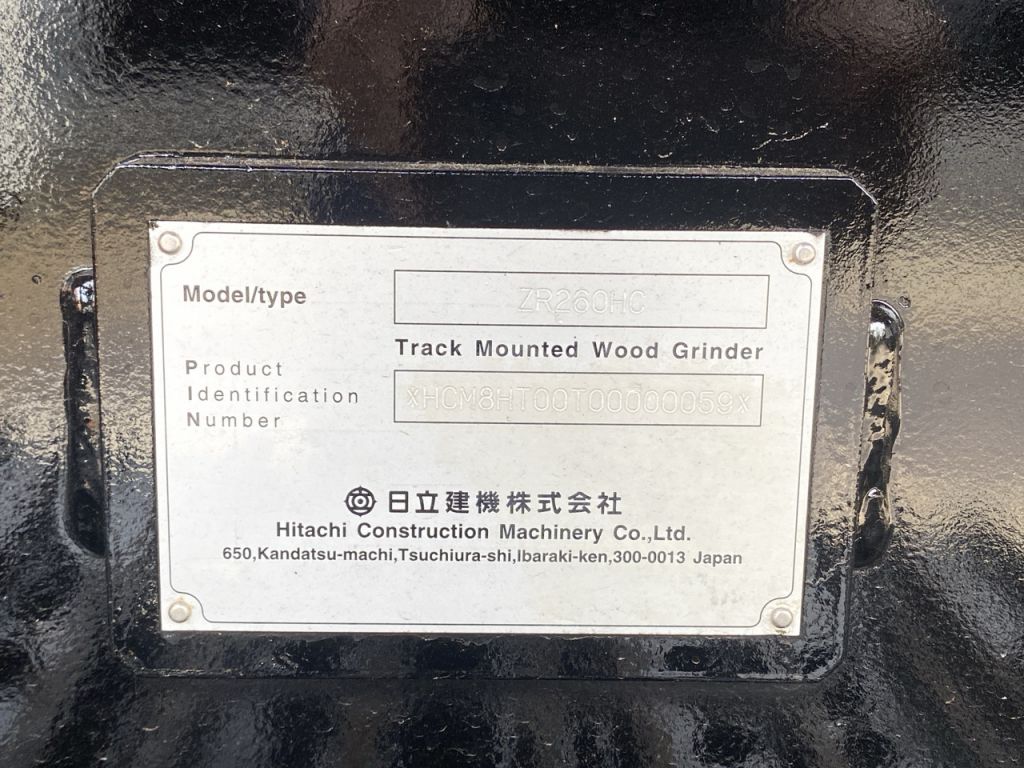 Model/type ZR260HC
Track Mounted Wood Grinder
Product
Identification
Number
*HCM8HT00T00000059*
日立建機株式会社
Hitachi Construction Machinery Co.,Ltd.
650,Kandatsu-machi,Tsuchiura-shi,Ibaraki-ken,300-0013 Japan